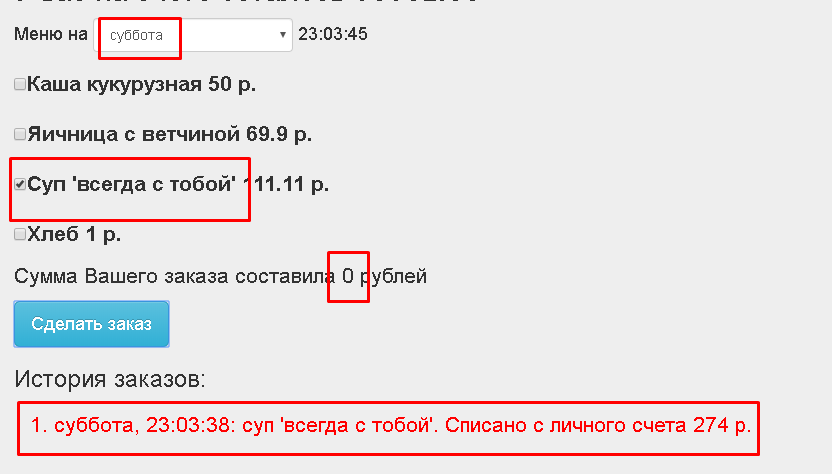 Меню на суббота 23:03:45
Каша кукурузная 50 р.
Яичница с ветчиной 69.9 р.
Суп 'всегда с тобой' 111.11 р.
Хлеб 1 р.
Сумма Вашего заказа составила 0 рублей
Сделать заказ
История заказов:
1. суббота, 23:03:38: суп 'всегда с тобой'. Списано с личного счета 274 р.